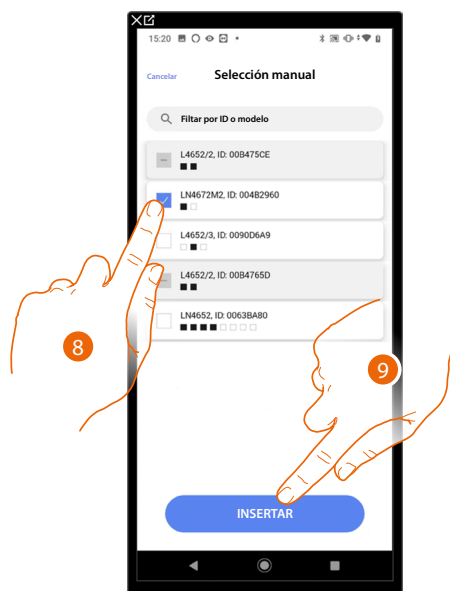 15:20
Cancelar
Selección manual
Filtar por ID o modelo
L4652/2, ID: 00B475CE
LN4672M2, ID: 004B2960
L4652/3, ID: 0090D6A9
L4652/2, ID: 00B4765D
LN4652, ID: 0063BA80
8
9
INSERTAR